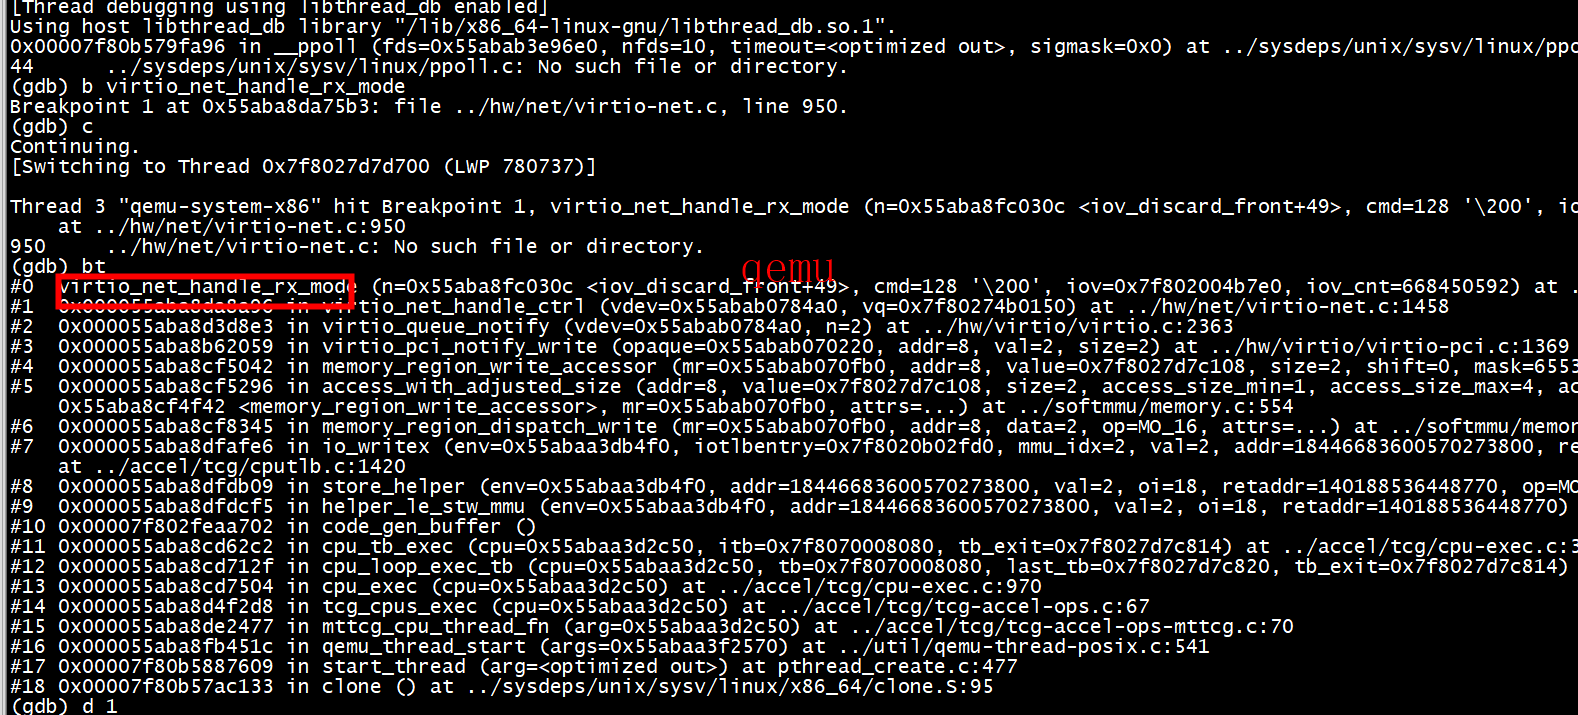 [Thread debugging using libthread_db enabled]
Using host libthread_db library "/lib/x86_64-linux-gnu/libthread_db.so.1".
0x00007f80b579fa96 in __ppoll (fds=0x55abab3e96e0, nfds=10, timeout=<optimized out>, sigmask=0x0) at ../sysdeps/unix/sysv/linux/ppo
44      ../sysdeps/unix/sysv/linux/ppoll.c: No such file or directory.
(gdb) b virtio_net_handle_rx_mode
Breakpoint 1 at 0x55aba8da75b3: file ../hw/net/virtio-net.c, line 950.
(gdb) c
Continuing.
[Switching to Thread 0x7f8027d7d700 (LWP 780737)]
Thread 3 "qemu-system-x86" hit Breakpoint 1, virtio_net_handle_rx_mode (n=0x55aba8fc030c <iov_discard_front+49>, cmd=128 '\200', io
    at ../hw/net/virtio-net.c:950
950     ../hw/net/virtio-net.c: No such file or directory.
(gdb) bt
qemu
#0  virtio_net_handle_rx_mode (n=0x55aba8fc030c <iov_discard_front+49>, cmd=128 '\200', iov=0x7f802004b7e0, iov_cnt=668450592) at .
#1  0x000055aba8da8a96 in virtio_net_handle_ctrl (vdev=0x55abab0784a0, vq=0x7f80274b0150) at ../hw/net/virtio-net.c:1458
#2  0x000055aba8d3d8e3 in virtio_queue_notify (vdev=0x55abab0784a0, n=2) at ../hw/virtio/virtio.c:2363
#3  0x000055aba8b62059 in virtio_pci_notify_write (opaque=0x55abab070220, addr=8, val=2, size=2) at ../hw/virtio/virtio-pci.c:1369
#4  0x000055aba8cf5042 in memory_region_write_accessor (mr=0x55abab070fb0, addr=8, value=0x7f8027d7c108, size=2, shift=0, mask=6553
#5  0x000055aba8cf5296 in access_with_adjusted_size (addr=8, value=0x7f8027d7c108, size=2, access_size_min=1, access_size_max=4, ac
    0x55aba8cf4f42 <memory_region_write_accessor>, mr=0x55abab070fb0, attrs=...) at ../softmmu/memory.c:554
#6  0x000055aba8cf8345 in memory_region_dispatch_write (mr=0x55abab070fb0, addr=8, data=2, op=MO_16, attrs=...) at ../softmmu/memor
#7  0x000055aba8dfafe6 in io_writex (env=0x55abaa3db4f0, iotlbentry=0x7f8020b02fd0, mmu_idx=2, val=2, addr=18446683600570273800, re
    at ../accel/tcg/cputlb.c:1420
#8  0x000055aba8dfdb09 in store_helper (env=0x55abaa3db4f0, addr=18446683600570273800, val=2, oi=18, retaddr=140188536448770, op=MO
#9  0x000055aba8dfdcf5 in helper_le_stw_mmu (env=0x55abaa3db4f0, addr=18446683600570273800, val=2, oi=18, retaddr=140188536448770)
#10 0x00007f802feaa702 in code_gen_buffer ()
#11 0x000055aba8cd62c2 in cpu_tb_exec (cpu=0x55abaa3d2c50, itb=0x7f8070008080, tb_exit=0x7f8027d7c814) at ../accel/tcg/cpu-exec.c:3
#12 0x000055aba8cd712f in cpu_loop_exec_tb (cpu=0x55abaa3d2c50, tb=0x7f8070008080, last_tb=0x7f8027d7c820, tb_exit=0x7f8027d7c814)
#13 0x000055aba8cd7504 in cpu_exec (cpu=0x55abaa3d2c50) at ../accel/tcg/cpu-exec.c:970
#14 0x000055aba8d4f2d8 in tcg_cpus_exec (cpu=0x55abaa3d2c50) at ../accel/tcg/tcg-accel-ops.c:67
#15 0x000055aba8de2477 in mttcg_cpu_thread_fn (arg=0x55abaa3d2c50) at ../accel/tcg/tcg-accel-ops-mttcg.c:70
#16 0x000055aba8fb451c in qemu_thread_start (args=0x55abaa3f2570) at ../util/qemu-thread-posix.c:541
#17 0x00007f80b5887609 in start_thread (arg=<optimized out>) at pthread_create.c:477
#18 0x00007f80b57ac133 in clone () at ../sysdeps/unix/sysv/linux/x86_64/clone.S:95
(gdb) d 1